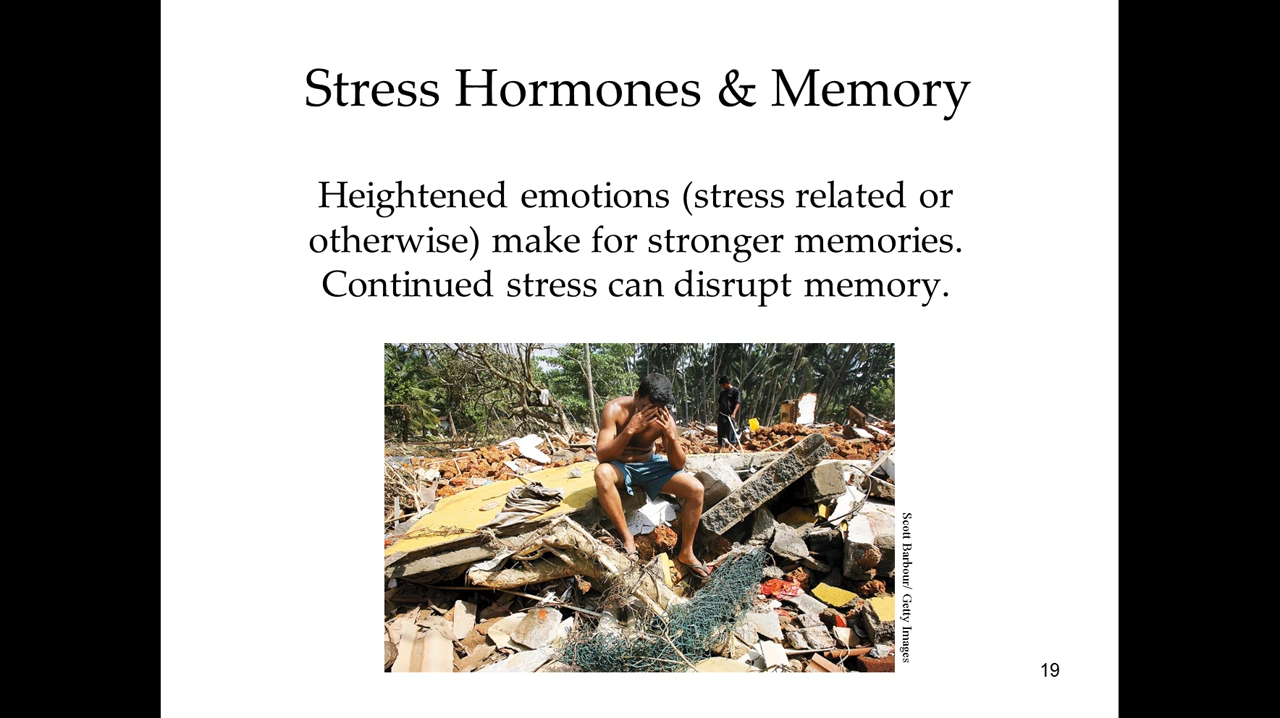 Stress Hormones & Memory
Heightened emotions (stress related or
otherwise) make for stronger memories.
Continued stress can disrupt memory.
Scott Barbour/ Getty Images
19